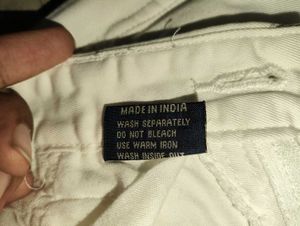 MADE IN INDIA
WASH SEPARATELY
DO NOT BLEACH
USE WARM IRON
WASH INSIDE OUT